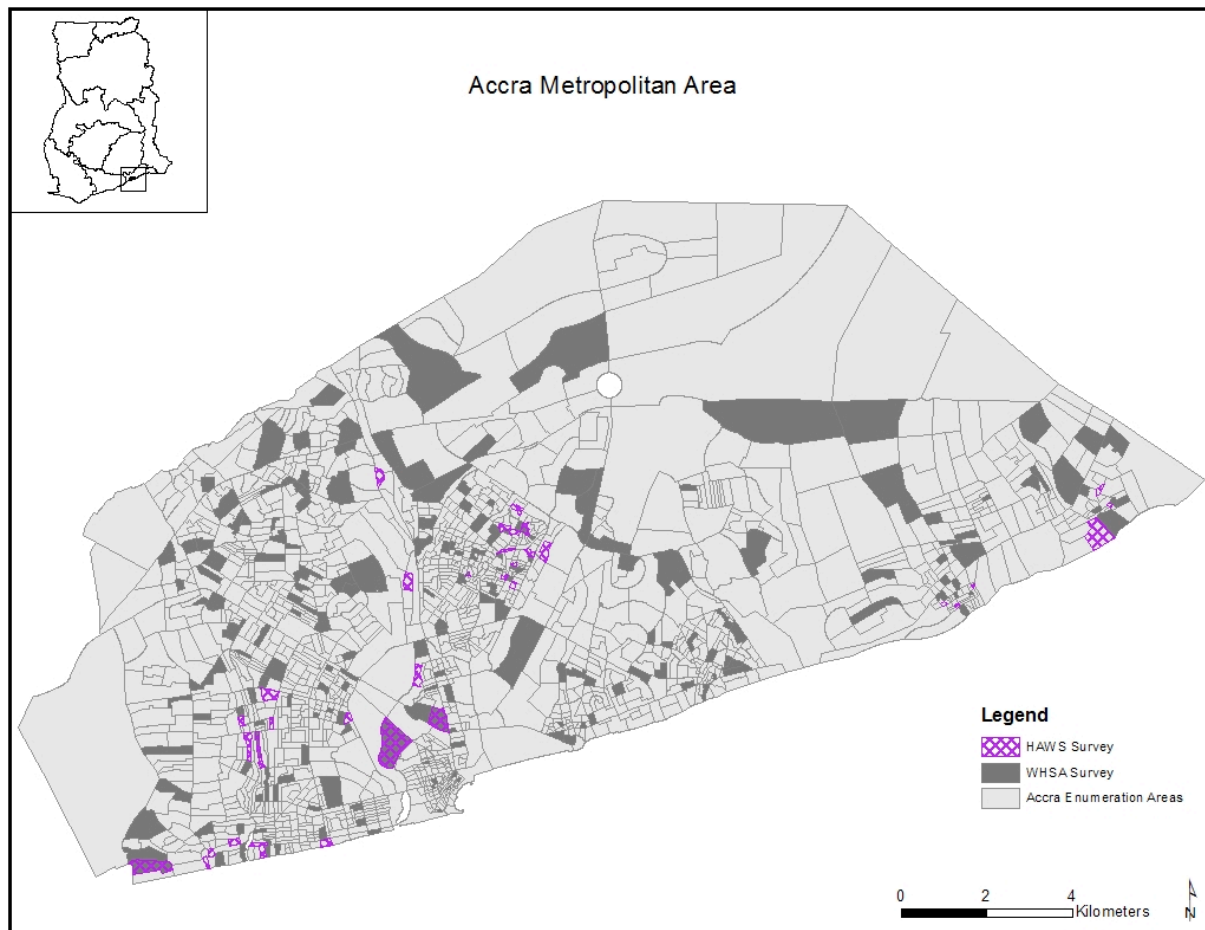 Accra Metropolitan Area
Legend
HAWS Survey
WHSA Survey
Accra Enumeration Areas
0 2 4
Kilometers
N